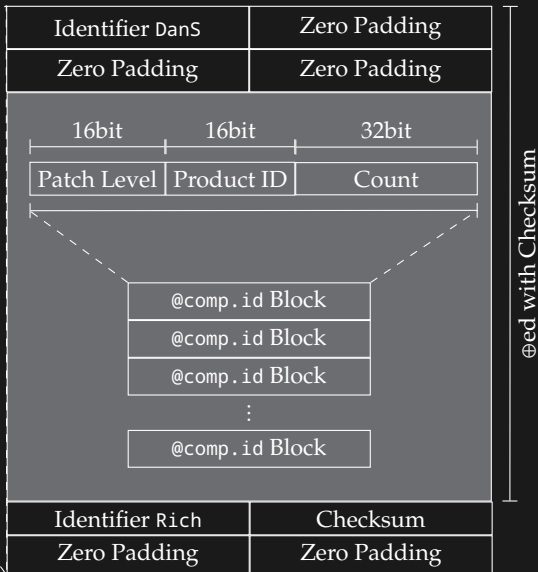 Identifier DanS Zero Padding
Zero Padding Zero Padding
16bit 16bit 32bit
Patch Level Product ID Count
@comp.id Block
@comp.id Block
@comp.id Block
⋮
@comp.id Block
Identifier Rich Checksum
Zero Padding Zero Padding
⊕ed with Checksum